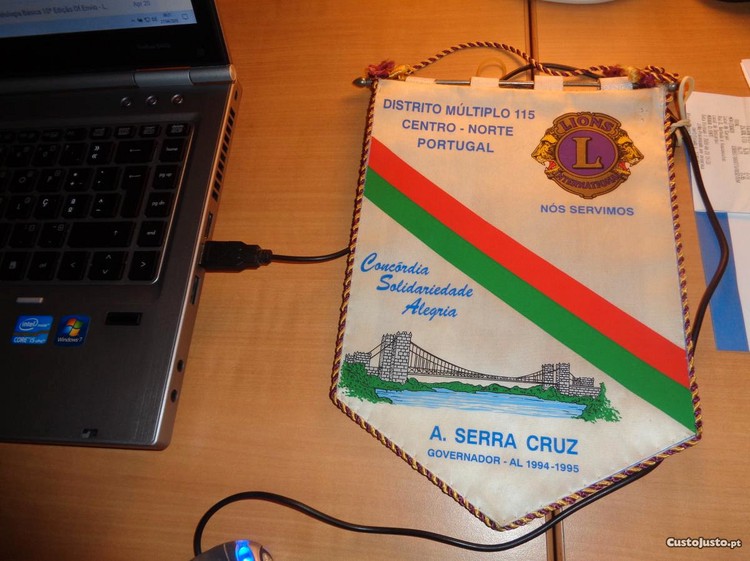 DISTRITO MÚLTIPLO 115
CENTRO - NORTE
PORTUGAL
LIONS
L
INTERNATIONAL
NÓS SERVIMOS
Concórdia
Solidariedade
Alegria
A. SERRA CRUZ
GOVERNADOR - AL 1994-1995
intel
CORE i5
Windows 7
CustoJusto.pt